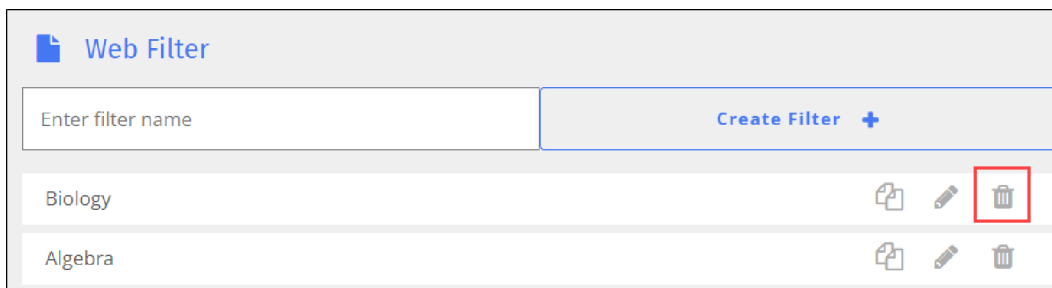 Web Filter
Enter filter name
Create Filter
Biology
Algebra